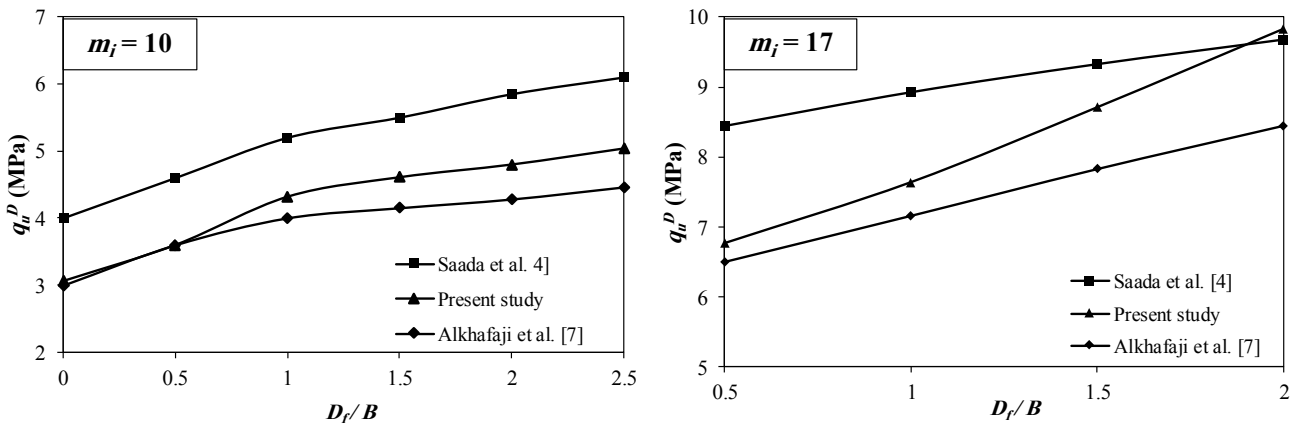 7
6
5
4
3
2
q_u^D (MPa)
m_i = 10
Saada et al. 4]
Present study
Alkhafaji et al. [7]
0 0.5 1 1.5 2 2.5
D_f / B
10
9
8
7
6
5
q_u^D (MPa)
m_i = 17
Saada et al. [4]
Present study
Alkhafaji et al. [7]
0.5 1 1.5 2
D_f / B